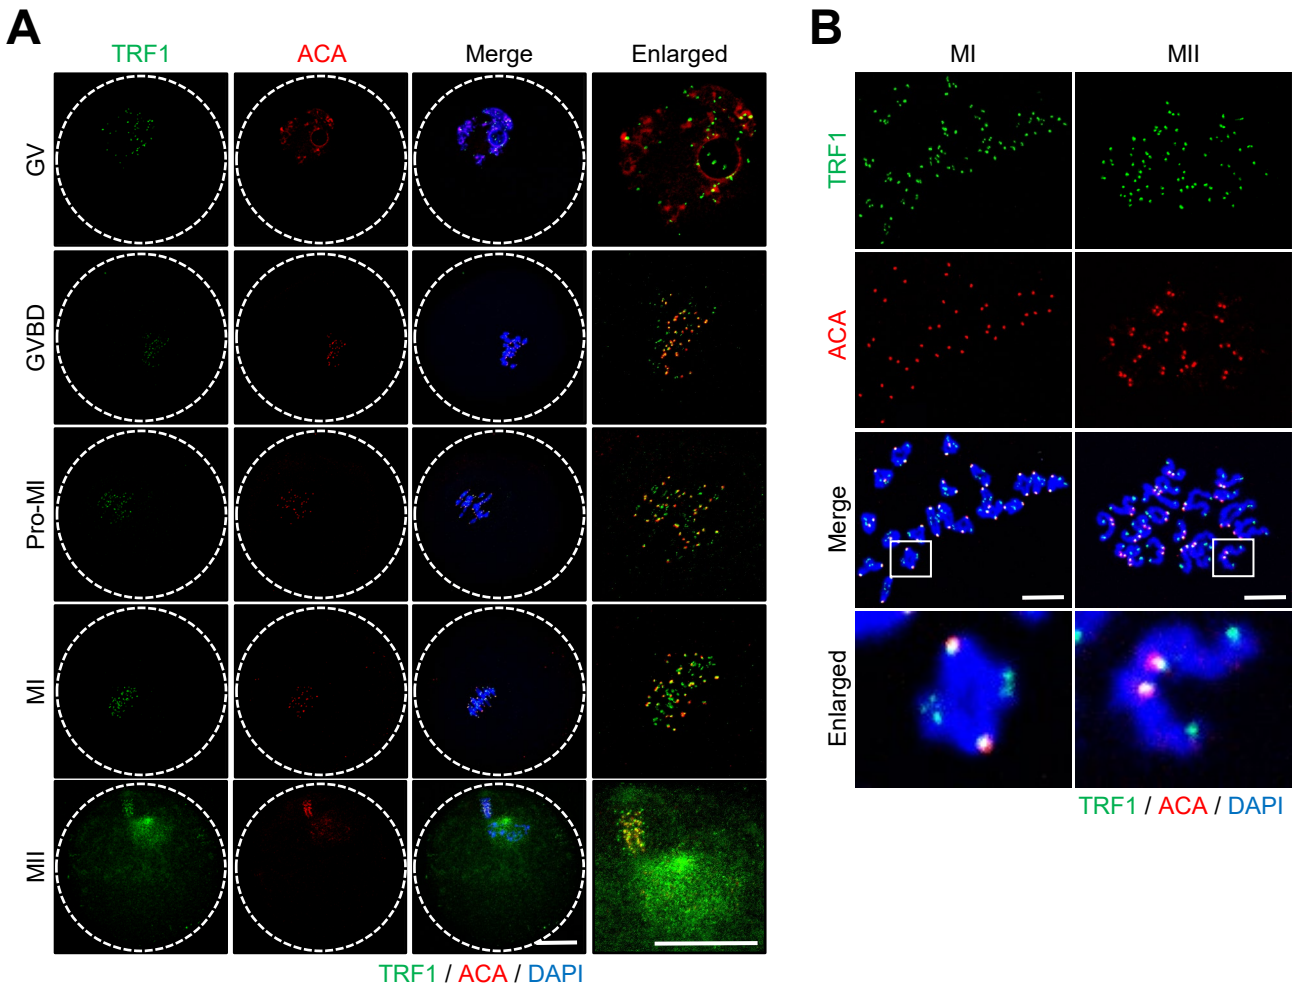 A
TRF1 ACA Merge Enlarged
GV
GVBD
Pro-MI
MI
MII
TRF1 / ACA / DAPI
B
MI MII
TRF1
ACA
Merge
Enlarged
TRF1 / ACA / DAPI